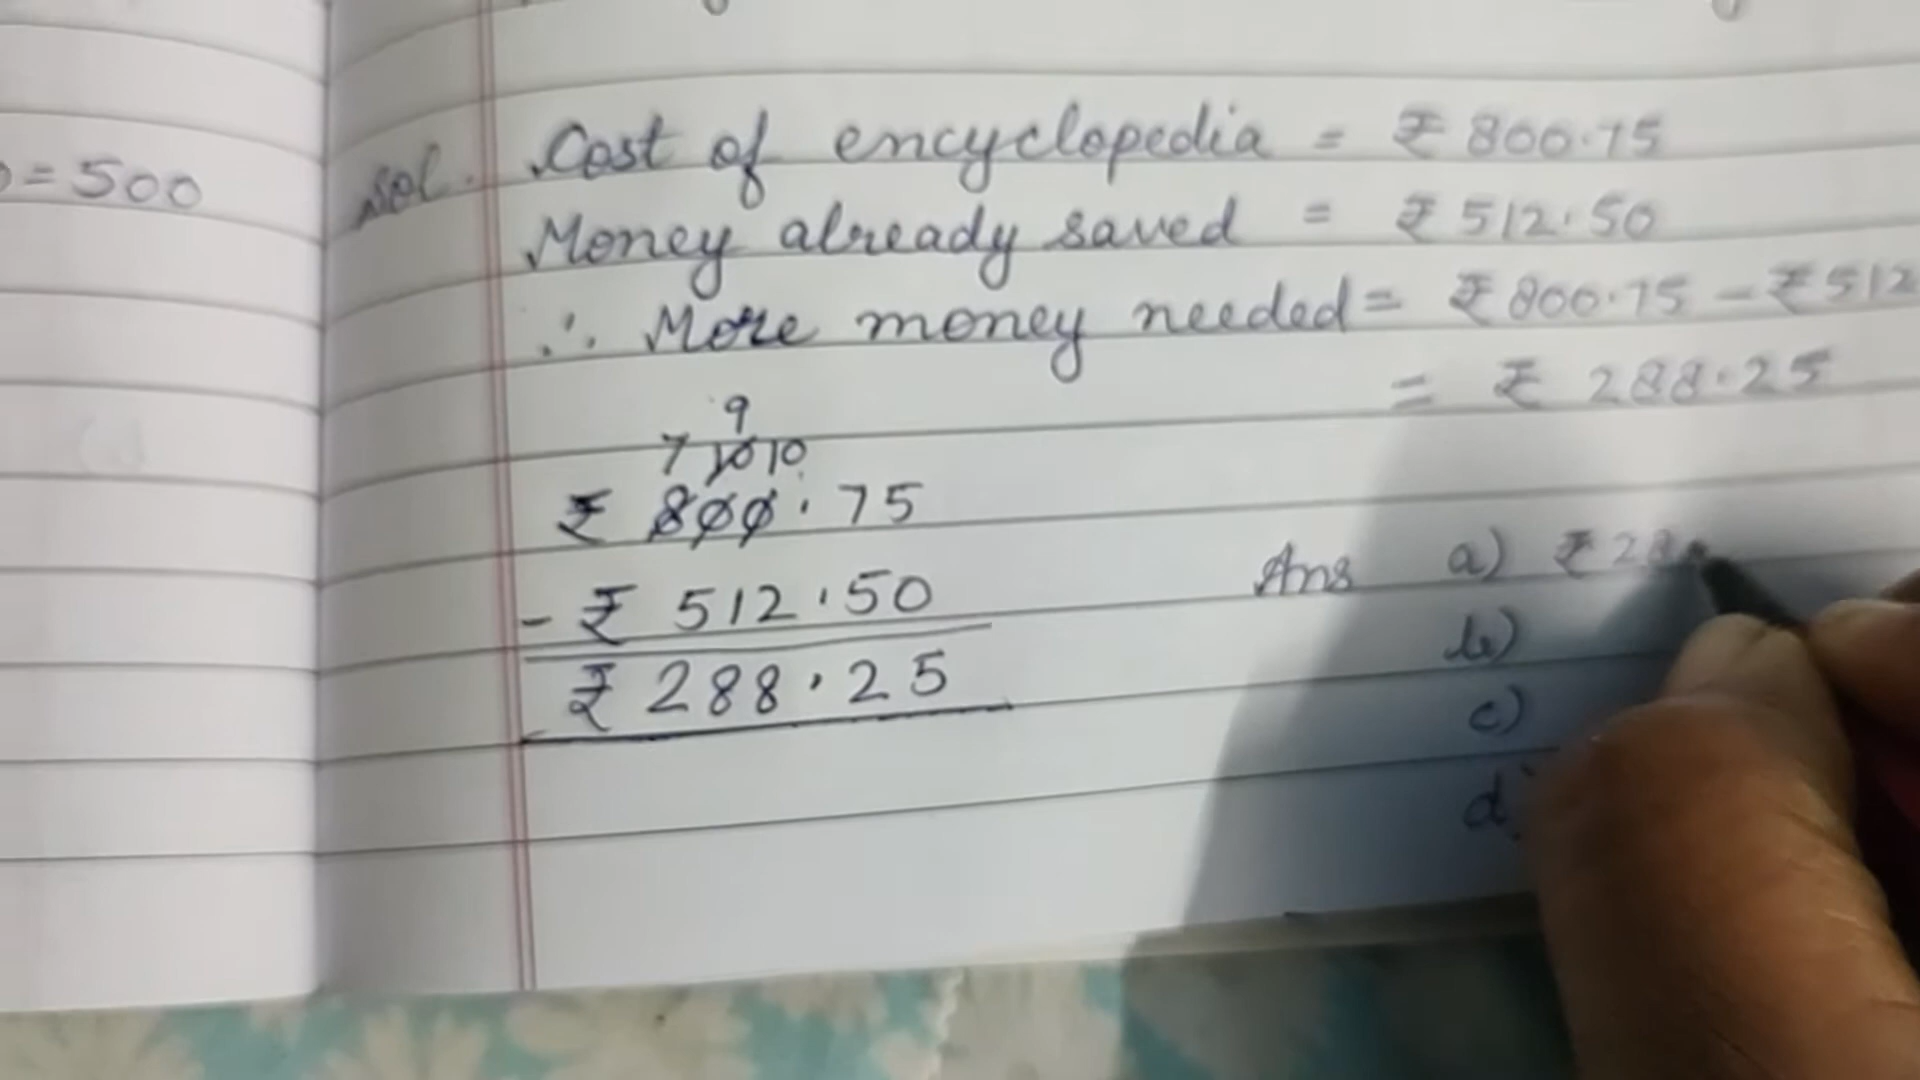 = 500
Sol. Cost of encyclopedia = ₹ 800.75
Money already saved = ₹ 512.50
∴ More money needed = ₹ 800.75 - ₹ 512
= ₹ 288.25
9
7 10 10
₹ 800.75
- ₹ 512.50
₹ 288.25
Ans a) ₹ 28
b)
c)
d)